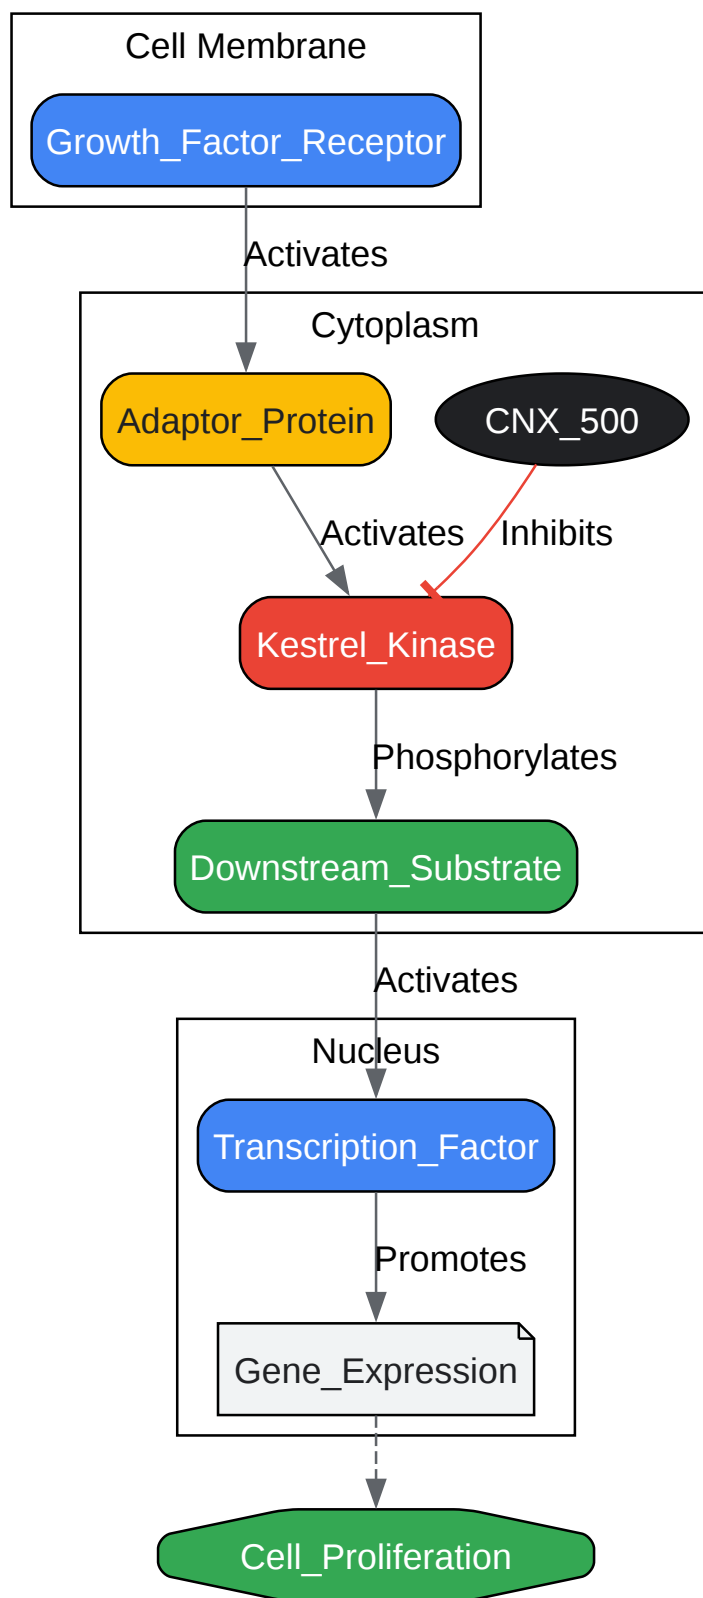 Cell Membrane
Growth_Factor_Receptor
Activates
Cytoplasm
Adaptor_Protein
CNX_500
Activates
Inhibits
Kestrel_Kinase
Phosphorylates
Downstream_Substrate
Activates
Nucleus
Transcription_Factor
Promotes
Gene_Expression
Cell_Proliferation